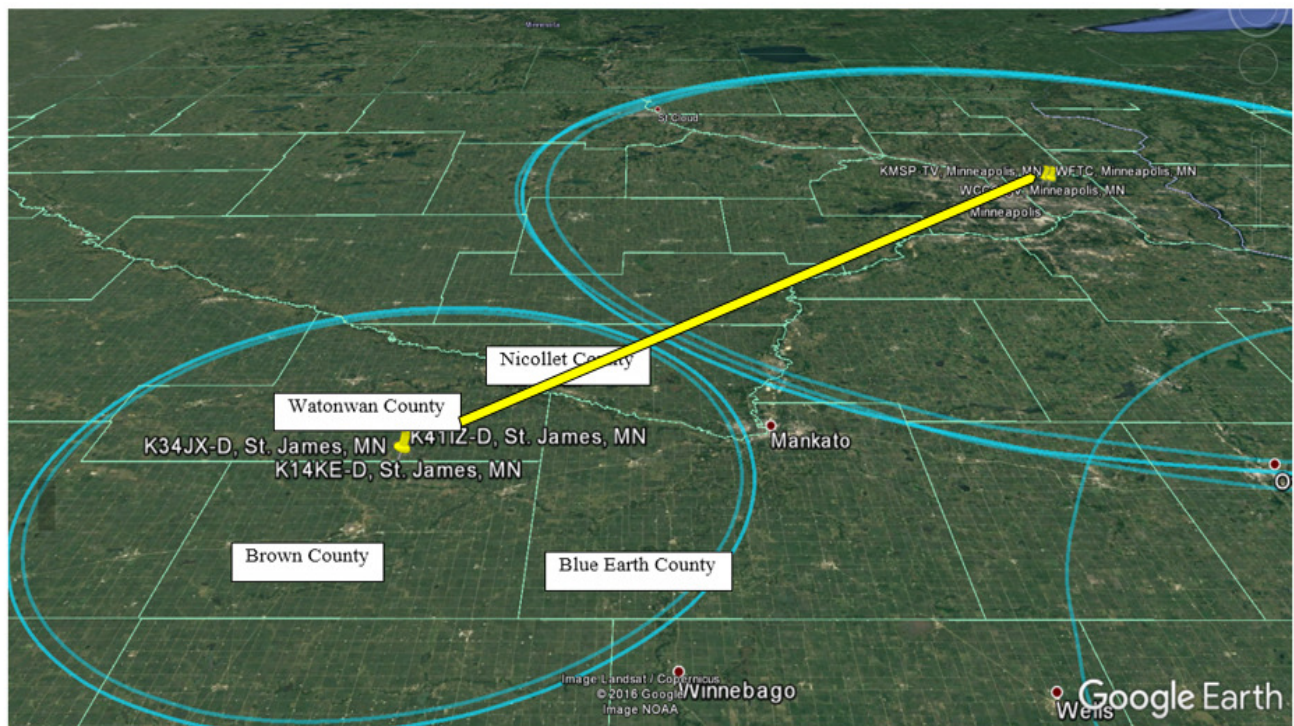 Minnesota
St Cloud
KMSP-TV, Minneapolis, MN
WFTC, Minneapolis, MN
Minneapolis, MN
Minneapolis
Nicollet County
Watonwan County
K34JX-D, St. James, MN
K41IZ-D, St. James, MN
K14KE-D, St. James, MN
Mankato
O
Brown County
Blue Earth County
Image Landsat / Copernicus
© 2016 Google
Image NOAA
Winnebago
Wells
Google Earth